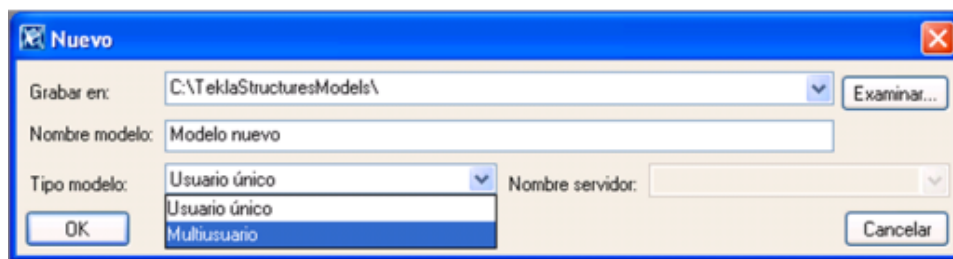 Nuevo
Grabar en: C:\TeklaStructuresModels\ Examinar...
Nombre modelo: Modelo nuevo
Tipo modelo: Usuario único Nombre servidor:
Usuario único
Multiusuario
OK Cancelar